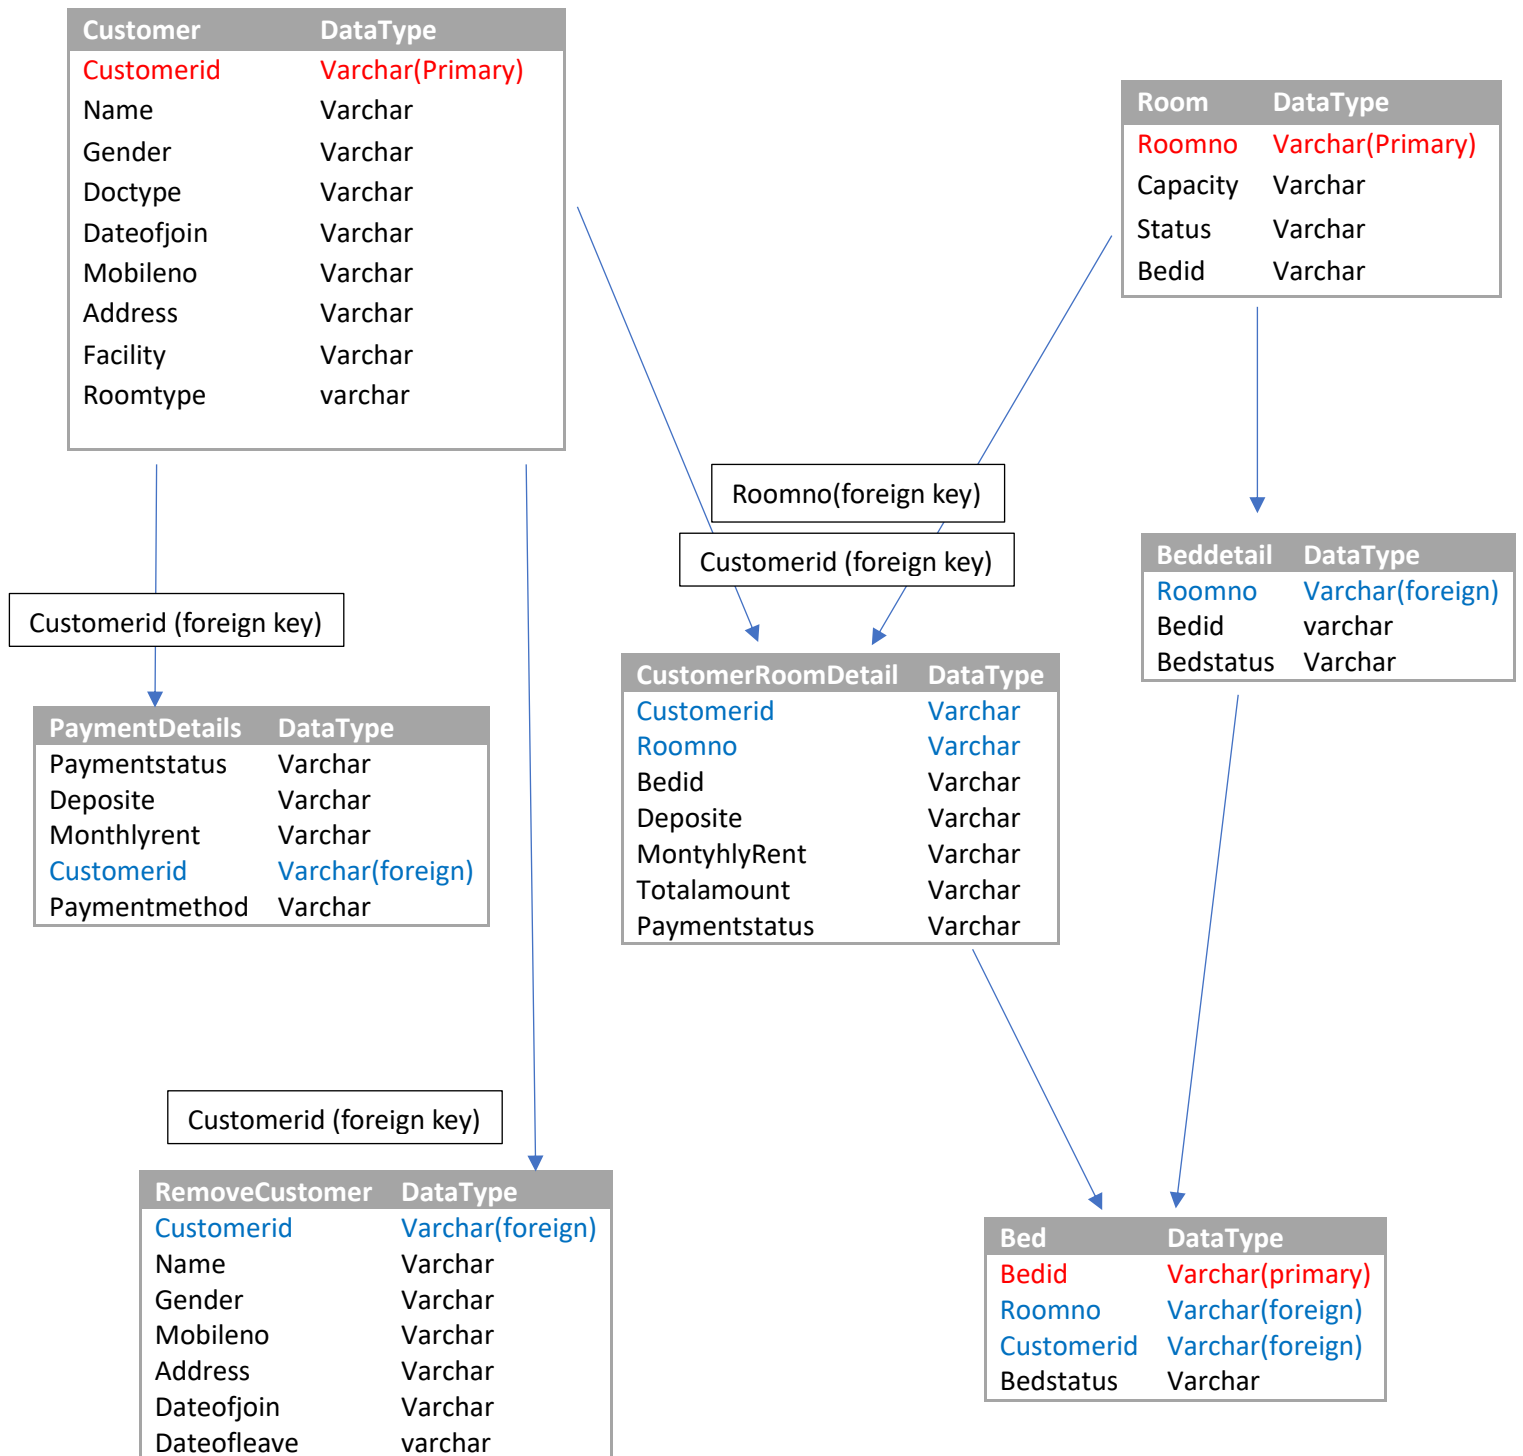 Customer DataType
Customerid Varchar(Primary)
Name Varchar
Gender Varchar
Doctype Varchar
Dateofjoin Varchar
Mobileno Varchar
Address Varchar
Facility Varchar
Roomtype varchar
Room DataType
Roomno Varchar(Primary)
Capacity Varchar
Status Varchar
Bedid Varchar
Roomno(foreign key)
Customerid (foreign key)
Customerid (foreign key)
Beddetail DataType
Roomno Varchar(foreign)
Bedid varchar
Bedstatus Varchar
PaymentDetails DataType
Paymentstatus Varchar
Deposite Varchar
Monthlyrent Varchar
Customerid Varchar(foreign)
Paymentmethod Varchar
CustomerRoomDetail DataType
Customerid Varchar
Roomno Varchar
Bedid Varchar
Deposite Varchar
MontyhlyRent Varchar
Totalamount Varchar
Paymentstatus Varchar
Customerid (foreign key)
RemoveCustomer DataType
Customerid Varchar(foreign)
Name Varchar
Gender Varchar
Mobileno Varchar
Address Varchar
Dateofjoin Varchar
Dateofleave varchar
Bed DataType
Bedid Varchar(primary)
Roomno Varchar(foreign)
Customerid Varchar(foreign)
Bedstatus Varchar